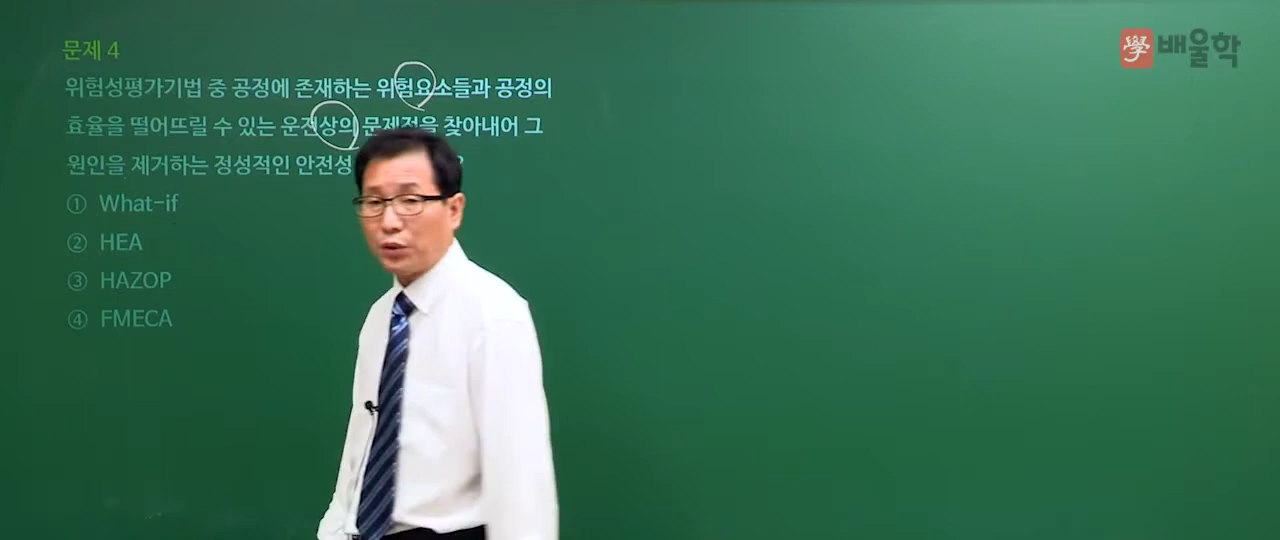 學 배울학
문제 4
위험성평가기법 중 공정에 존재하는 위험요소들과 공정의
효율을 떨어뜨릴 수 있는 운전상의 문제점을 찾아내어 그
원인을 제거하는 정성적인 안전성
① What-if
② HEA
③ HAZOP
④ FMECA